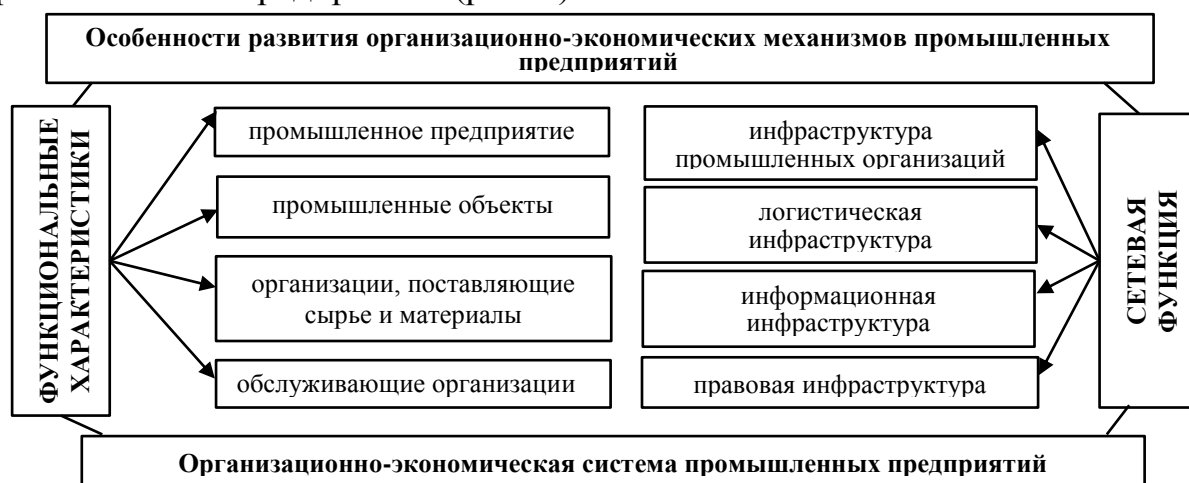 Особенности развития организационно-экономических механизмов промышленных
предприятий
ФУНКЦИОНАЛЬНЫЕ
ХАРАКТЕРИСТИКИ
промышленное предприятие
промышленные объекты
организации, поставляющие
сырье и материалы
обслуживающие организации
инфраструктура
промышленных организаций
логистическая
инфраструктура
информационная
инфраструктура
правовая инфраструктура
СЕТЕВАЯ
ФУНКЦИЯ
Организационно-экономическая система промышленных предприятий